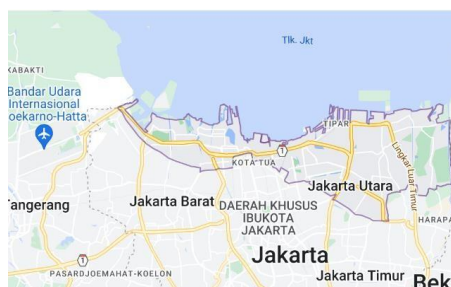 Tlk. Jkt
KABAKTI
Bandar Udara
Internasional
oekarno-Hatta
TIPAR
1
KOTA TUA
Lingkar Luar Timur
Jakarta Utara
Tangerang
Jakarta Barat
DAERAH KHUSUS
IBUKOTA
JAKARTA
HARAPA
Jakarta
1
PASARDJOEMAHAT-KOELON
Jakarta Timur
Bek